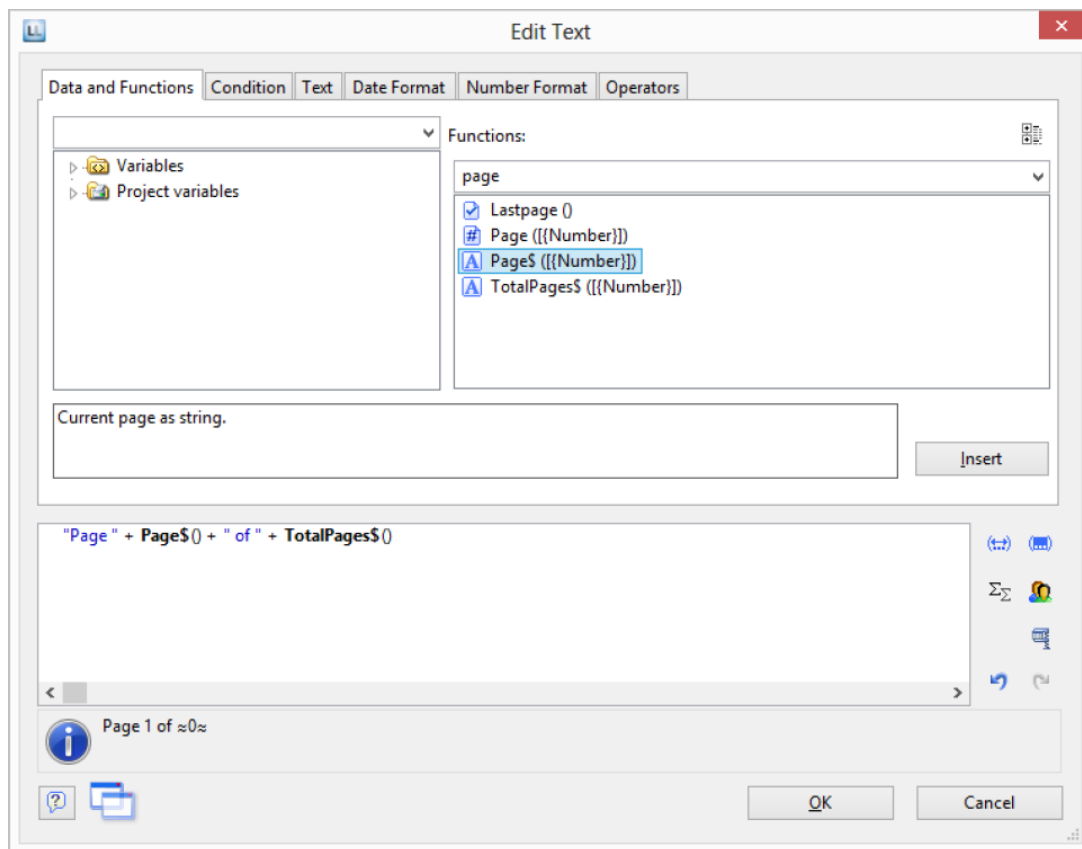 LL
Edit Text
Data and Functions Condition Text Date Format Number Format Operators
Functions:
Variables
Project variables
page
Lastpage ()
Page ([{Number}])
Page$ ([{Number}])
TotalPages$ ([{Number}])
Current page as string.
Insert
"Page " + Page$() + " of " + TotalPages$()
Page 1 of ≈0≈
OK Cancel